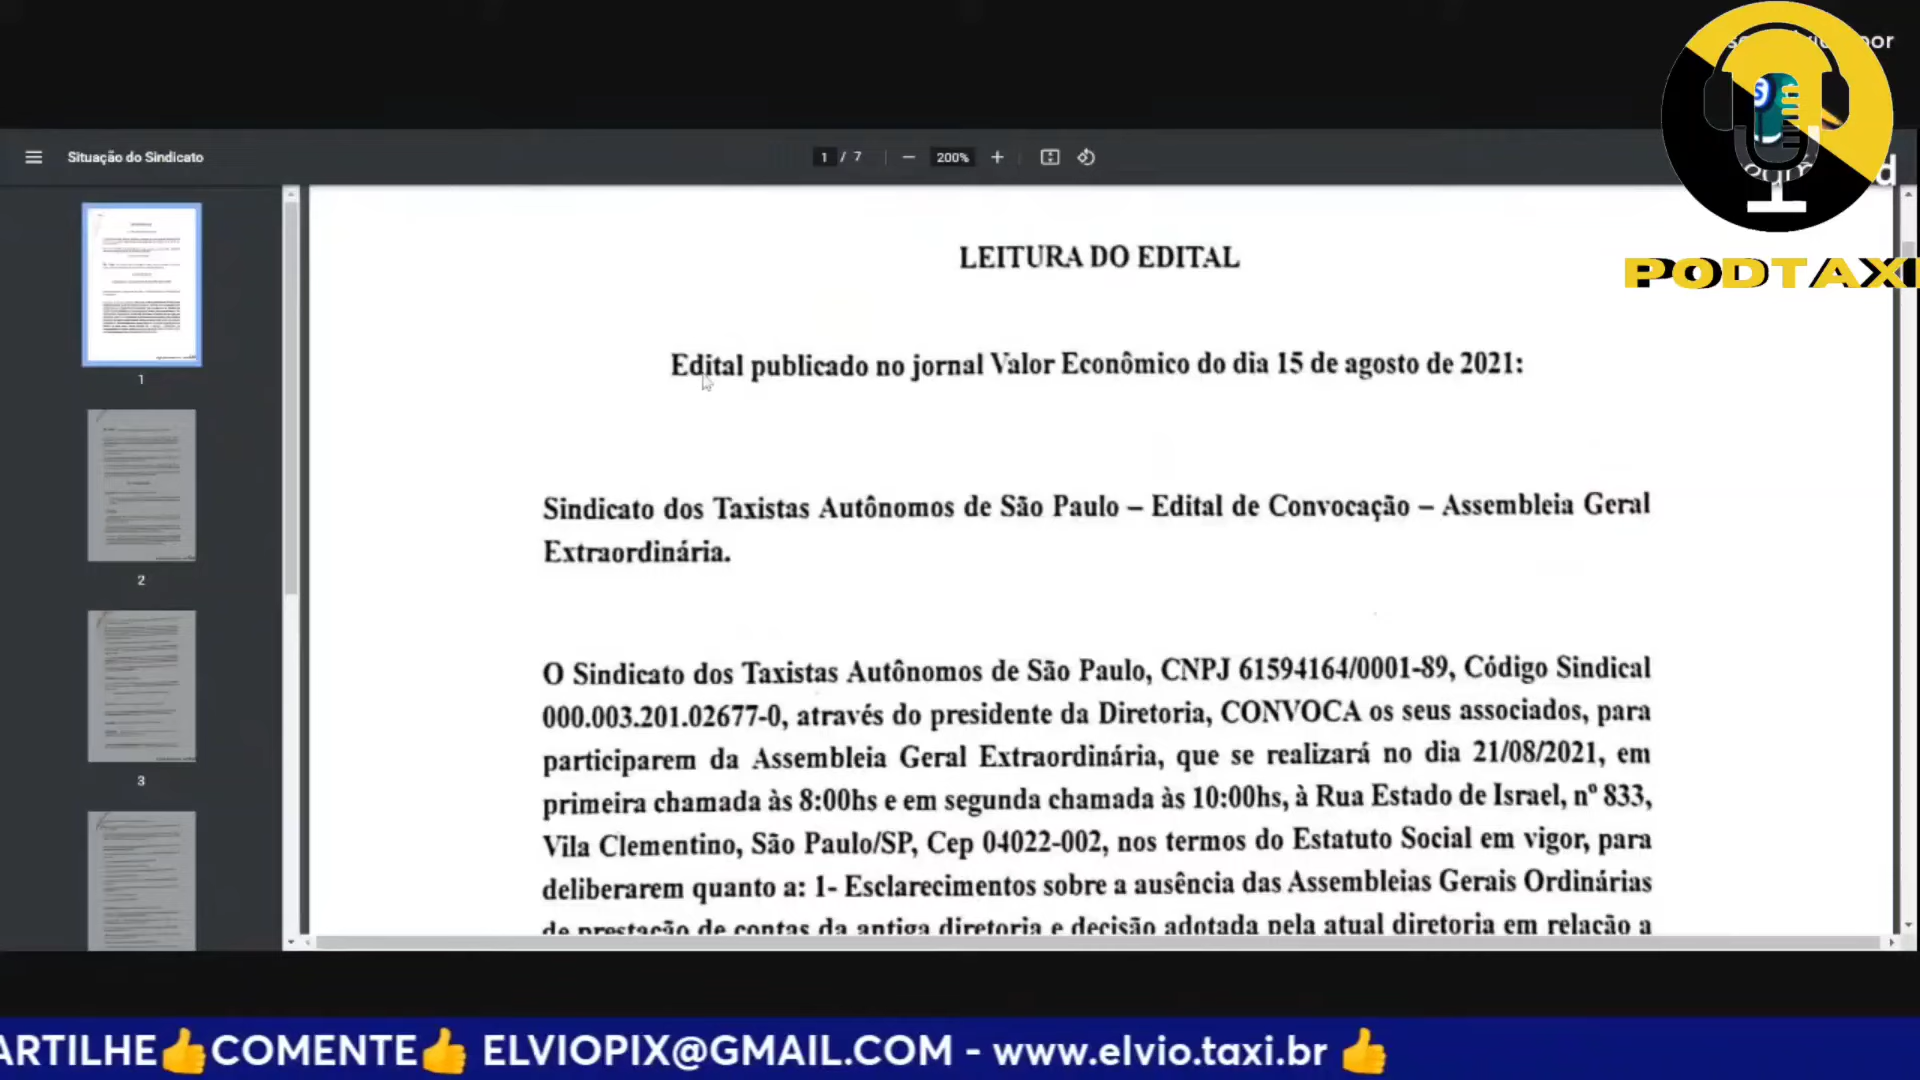 Situação do Sindicato
1 / 7
200%
PODTAXI
LEITURA DO EDITAL
Edital publicado no jornal Valor Econômico do dia 15 de agosto de 2021:
Sindicato dos Taxistas Autônomos de São Paulo – Edital de Convocação – Assembleia Geral
Extraordinária.
O Sindicato dos Taxistas Autônomos de São Paulo, CNPJ 61594164/0001-89, Código Sindical
000.003.201.02677-0, através do presidente da Diretoria, CONVOCA os seus associados, para
participarem da Assembleia Geral Extraordinária, que se realizará no dia 21/08/2021, em
primeira chamada às 8:00hs e em segunda chamada às 10:00hs, à Rua Estado de Israel, nº 833,
Vila Clementino, São Paulo/SP, Cep 04022-002, nos termos do Estatuto Social em vigor, para
deliberarem quanto a: 1- Esclarecimentos sobre a ausência das Assembleias Gerais Ordinárias
de prestação de contas da antiga diretoria e decisão adotada pela atual diretoria em relação a
1
2
3
ARTILHE👍COMENTE👍 ELVIOPIX@GMAIL.COM - www.elvio.taxi.br 👍